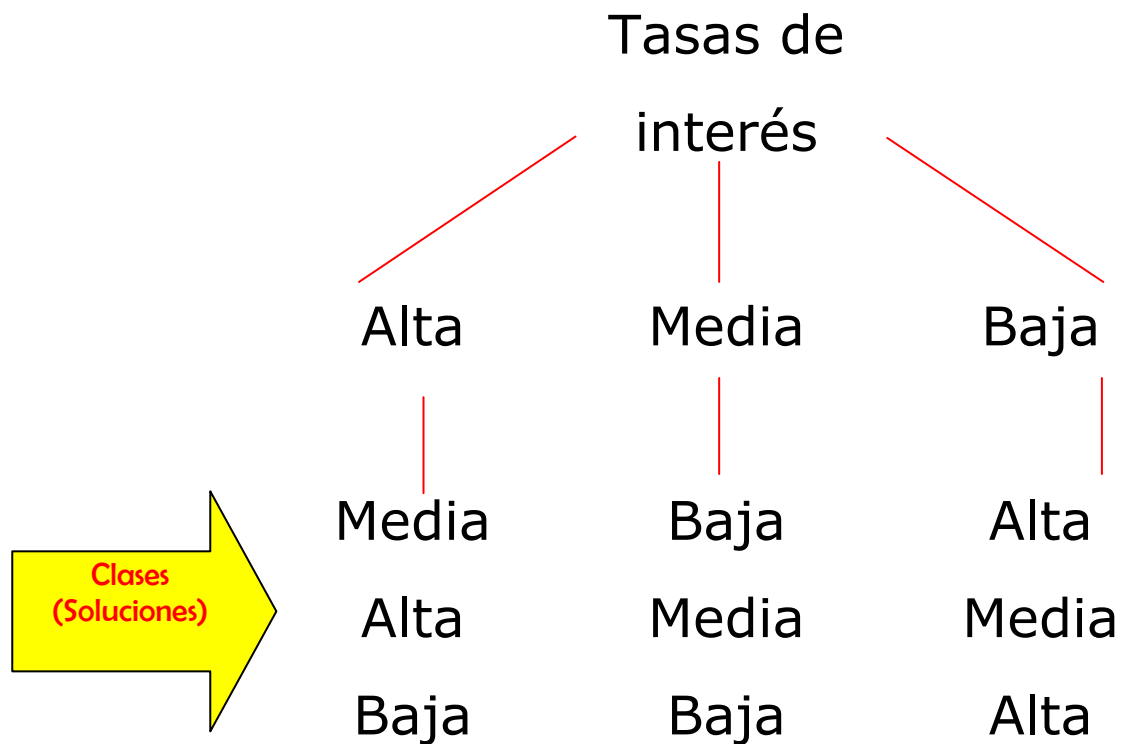 Tasas de
interés
Alta Media Baja
Media Baja Alta
Clases
(Soluciones)
Alta Media Media
Baja Baja Alta